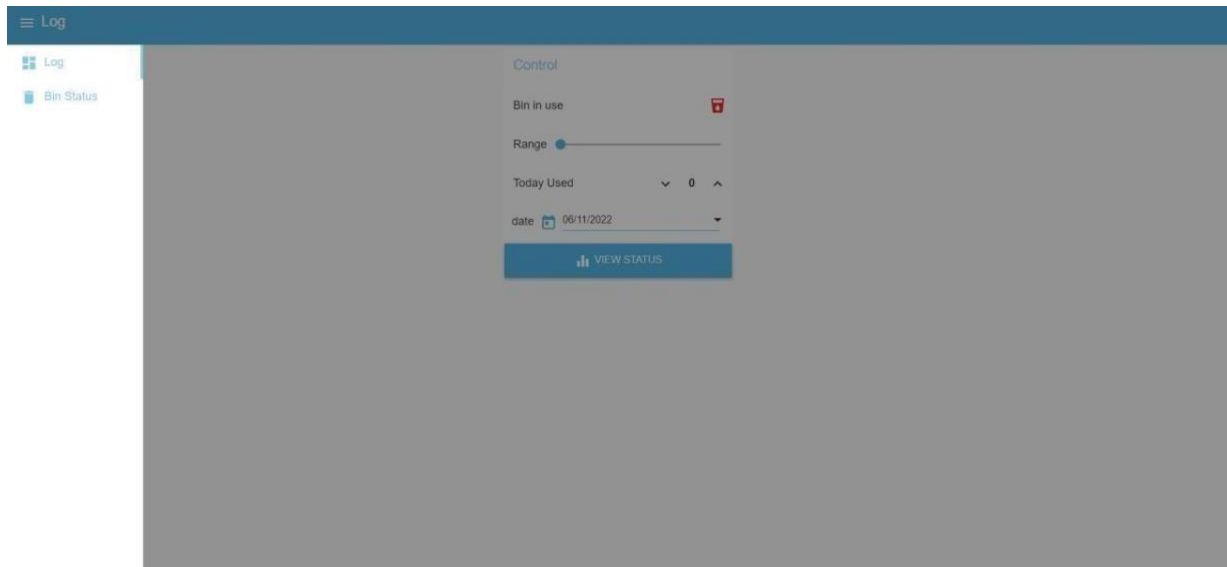 Log
Log
Bin Status
Control
Bin in use
Range
Today Used 0
date 06/11/2022
VIEW STATUS